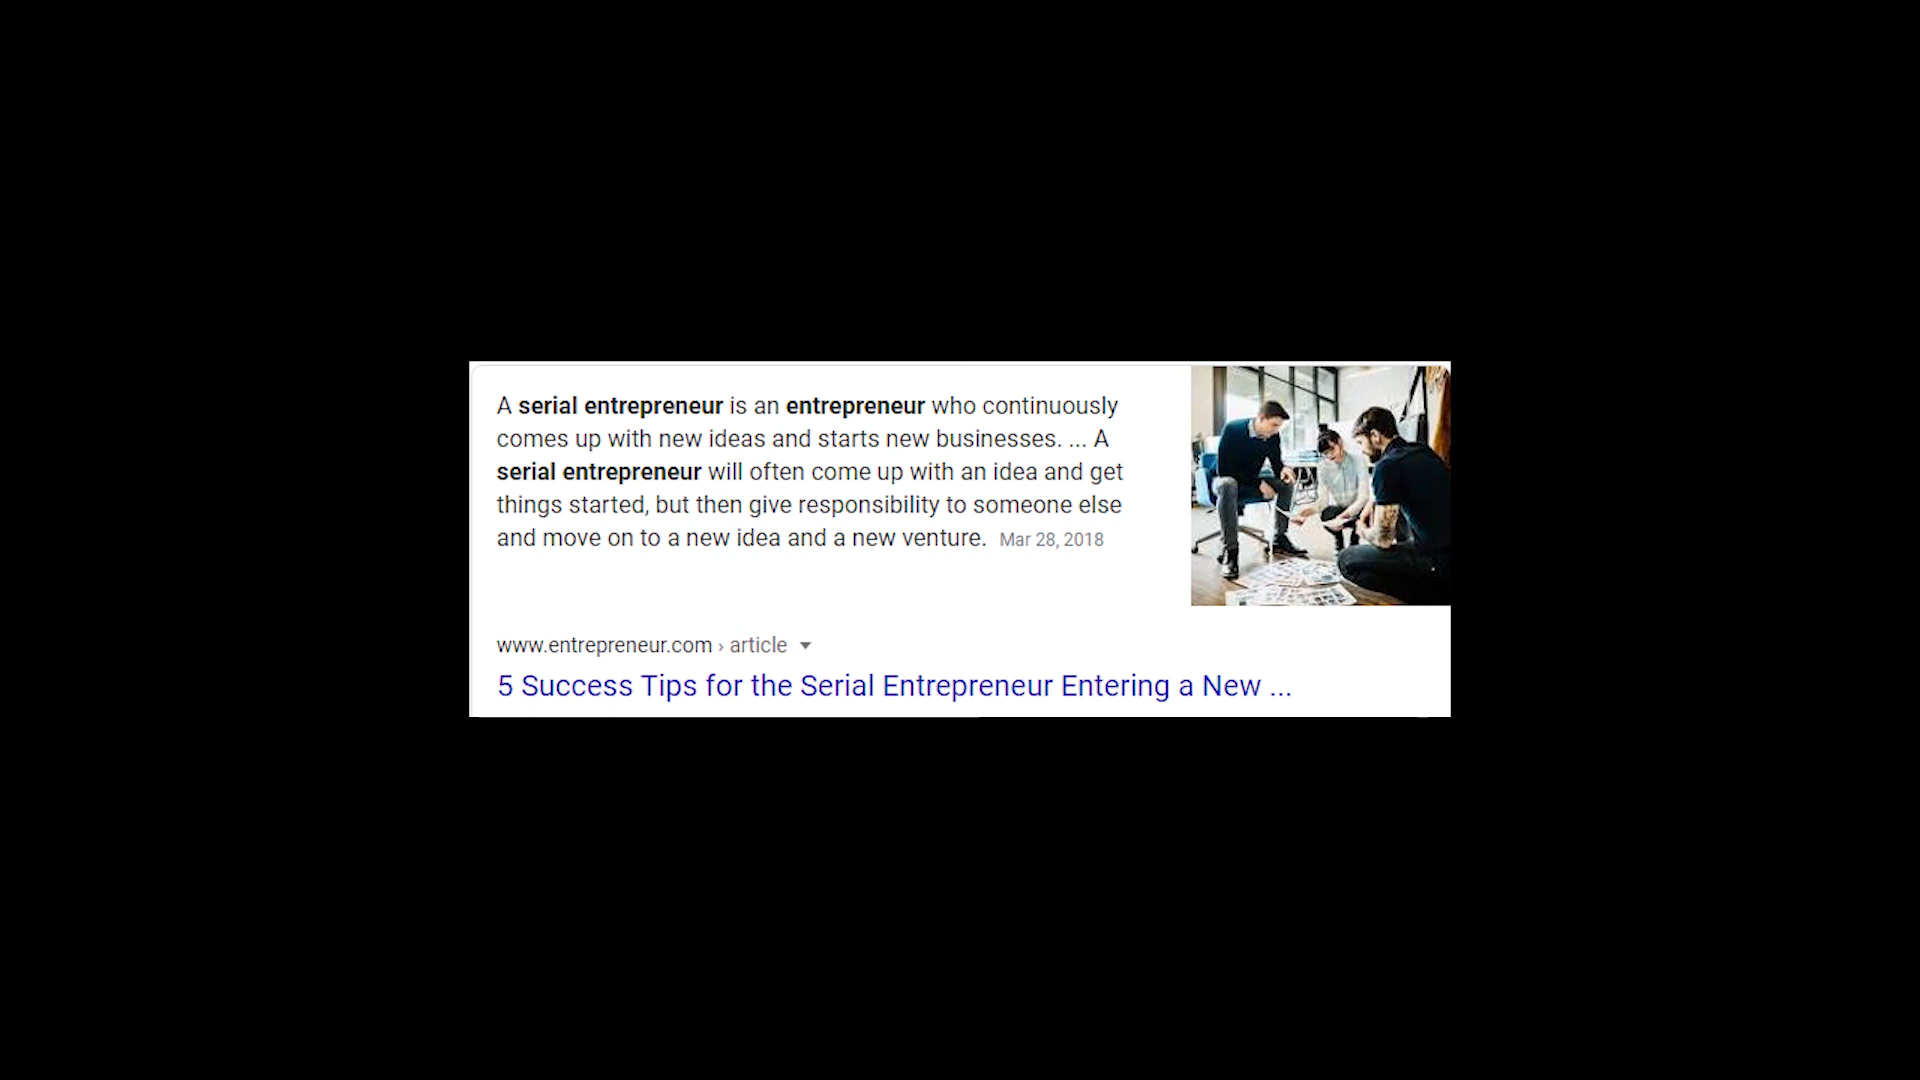 A serial entrepreneur is an entrepreneur who continuously
comes up with new ideas and starts new businesses. ... A
serial entrepreneur will often come up with an idea and get
things started, but then give responsibility to someone else
and move on to a new idea and a new venture. Mar 28, 2018
www.entrepreneur.com › article
5 Success Tips for the Serial Entrepreneur Entering a New ...